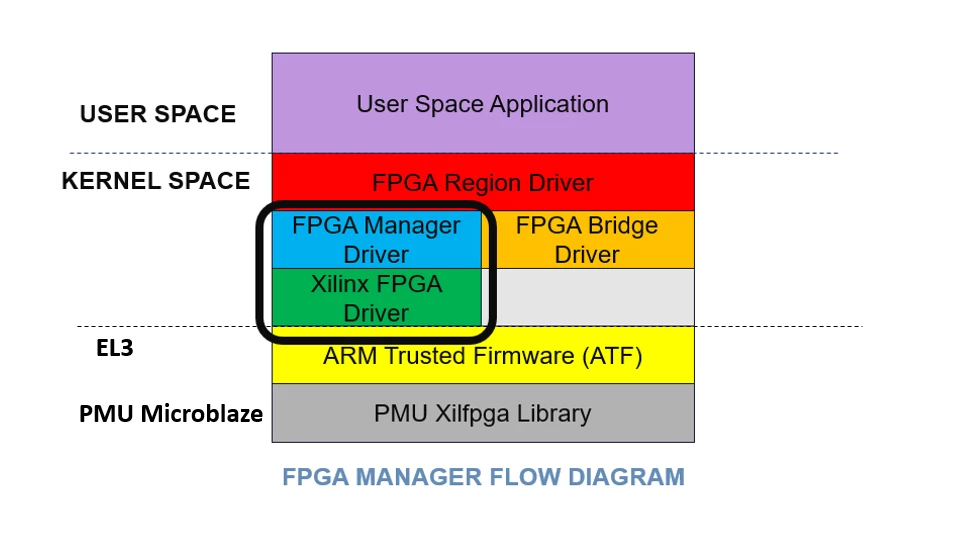 User Space Application
USER SPACE
KERNEL SPACE
FPGA Region Driver
FPGA Manager
Driver
FPGA Bridge
Driver
Xilinx FPGA
Driver
EL3
ARM Trusted Firmware (ATF)
PMU Microblaze
PMU Xilfpga Library
FPGA MANAGER FLOW DIAGRAM